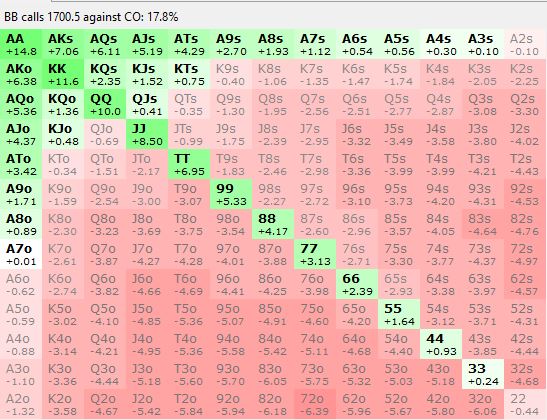 BB calls 1700.5 against CO: 17.8%
AA AKs AQs AJs ATs A9s A8s A7s A6s A5s A4s A3s A2s
+14.8 +7.06 +6.11 +5.19 +4.29 +2.70 +1.93 +1.12 +0.54 +0.56 +0.30 +0.10 -0.10
AKo KK KQs KJs KTs K9s K8s K7s K6s K5s K4s K3s K2s
+6.38 +11.6 +2.35 +1.52 +0.75 -0.40 -1.06 -1.35 -1.47 -1.74 -1.84 -2.05 -2.25
AQo KQo QQ QJs QTs Q9s Q8s Q7s Q6s Q5s Q4s Q3s Q2s
+5.36 +1.36 +10.0 +0.41 -0.35 -1.30 -1.95 -2.61 -2.51 -2.77 -2.87 -3.08 -3.30
AJo KJo QJo JJ JTs J9s J8s J7s J6s J5s J4s J3s J2s
+4.37 +0.48 -0.69 +8.50 -0.99 -1.75 -2.39 -2.95 -3.32 -3.49 -3.58 -3.80 -4.02
ATo KTo QTo JTo TT T9s T8s T7s T6s T5s T4s T3s T2s
+3.42 -0.34 -1.51 -2.17 +6.95 -1.83 -2.46 -2.98 -3.36 -3.99 -3.99 -4.21 -4.43
A9o K9o Q9o J9o T9o 99 98s 97s 96s 95s 94s 93s 92s
+1.71 -1.59 -2.54 -3.00 -3.07 +5.33 -2.27 -2.72 -3.10 -3.73 -4.20 -4.31 -4.53
A8o K8o Q8o J8o T8o 98o 88 87s 86s 85s 84s 83s 82s
+0.89 -2.30 -3.23 -3.69 -3.75 -3.54 +4.17 -2.60 -2.96 -3.57 -4.05 -4.64 -4.76
A7o K7o Q7o J7o T7o 97o 87o 77 76s 75s 74s 73s 72s
+0.01 -2.61 -3.87 -4.27 -4.28 -4.01 -3.88 +3.13 -2.71 -3.30 -3.77 -4.37 -4.97
A6o K6o Q6o J6o T6o 96o 86o 76o 66 65s 64s 63s 62s
-0.62 -2.74 -3.82 -4.66 -4.69 -4.41 -4.25 -3.98 +2.39 -2.93 -3.38 -3.97 -4.57
A5o K5o Q5o J5o T5o 95o 85o 75o 65o 55 54s 53s 52s
-0.59 -3.02 -4.10 -4.85 -5.36 -5.07 -4.91 -4.60 -4.20 +1.64 -3.12 -3.71 -4.31
A4o K4o Q4o J4o T4o 94o 84o 74o 64o 54o 44 43s 42s
-0.88 -3.14 -4.21 -4.95 -5.36 -5.58 -5.42 -5.11 -4.68 -4.40 +0.93 -3.85 -4.44
A3o K3o Q3o J3o T3o 93o 83o 73o 63o 53o 43o 33 32s
-1.10 -3.36 -4.44 -5.18 -5.60 -5.70 -6.05 -5.75 -5.32 -5.03 -5.18 +0.24 -4.68
A2o K2o Q2o J2o T2o 92o 82o 72o 62o 52o 42o 32o 22
-1.32 -3.58 -4.67 -5.42 -5.84 -5.94 -6.18 -6.39 -5.96 -5.67 -5.80 -6.06 -0.44